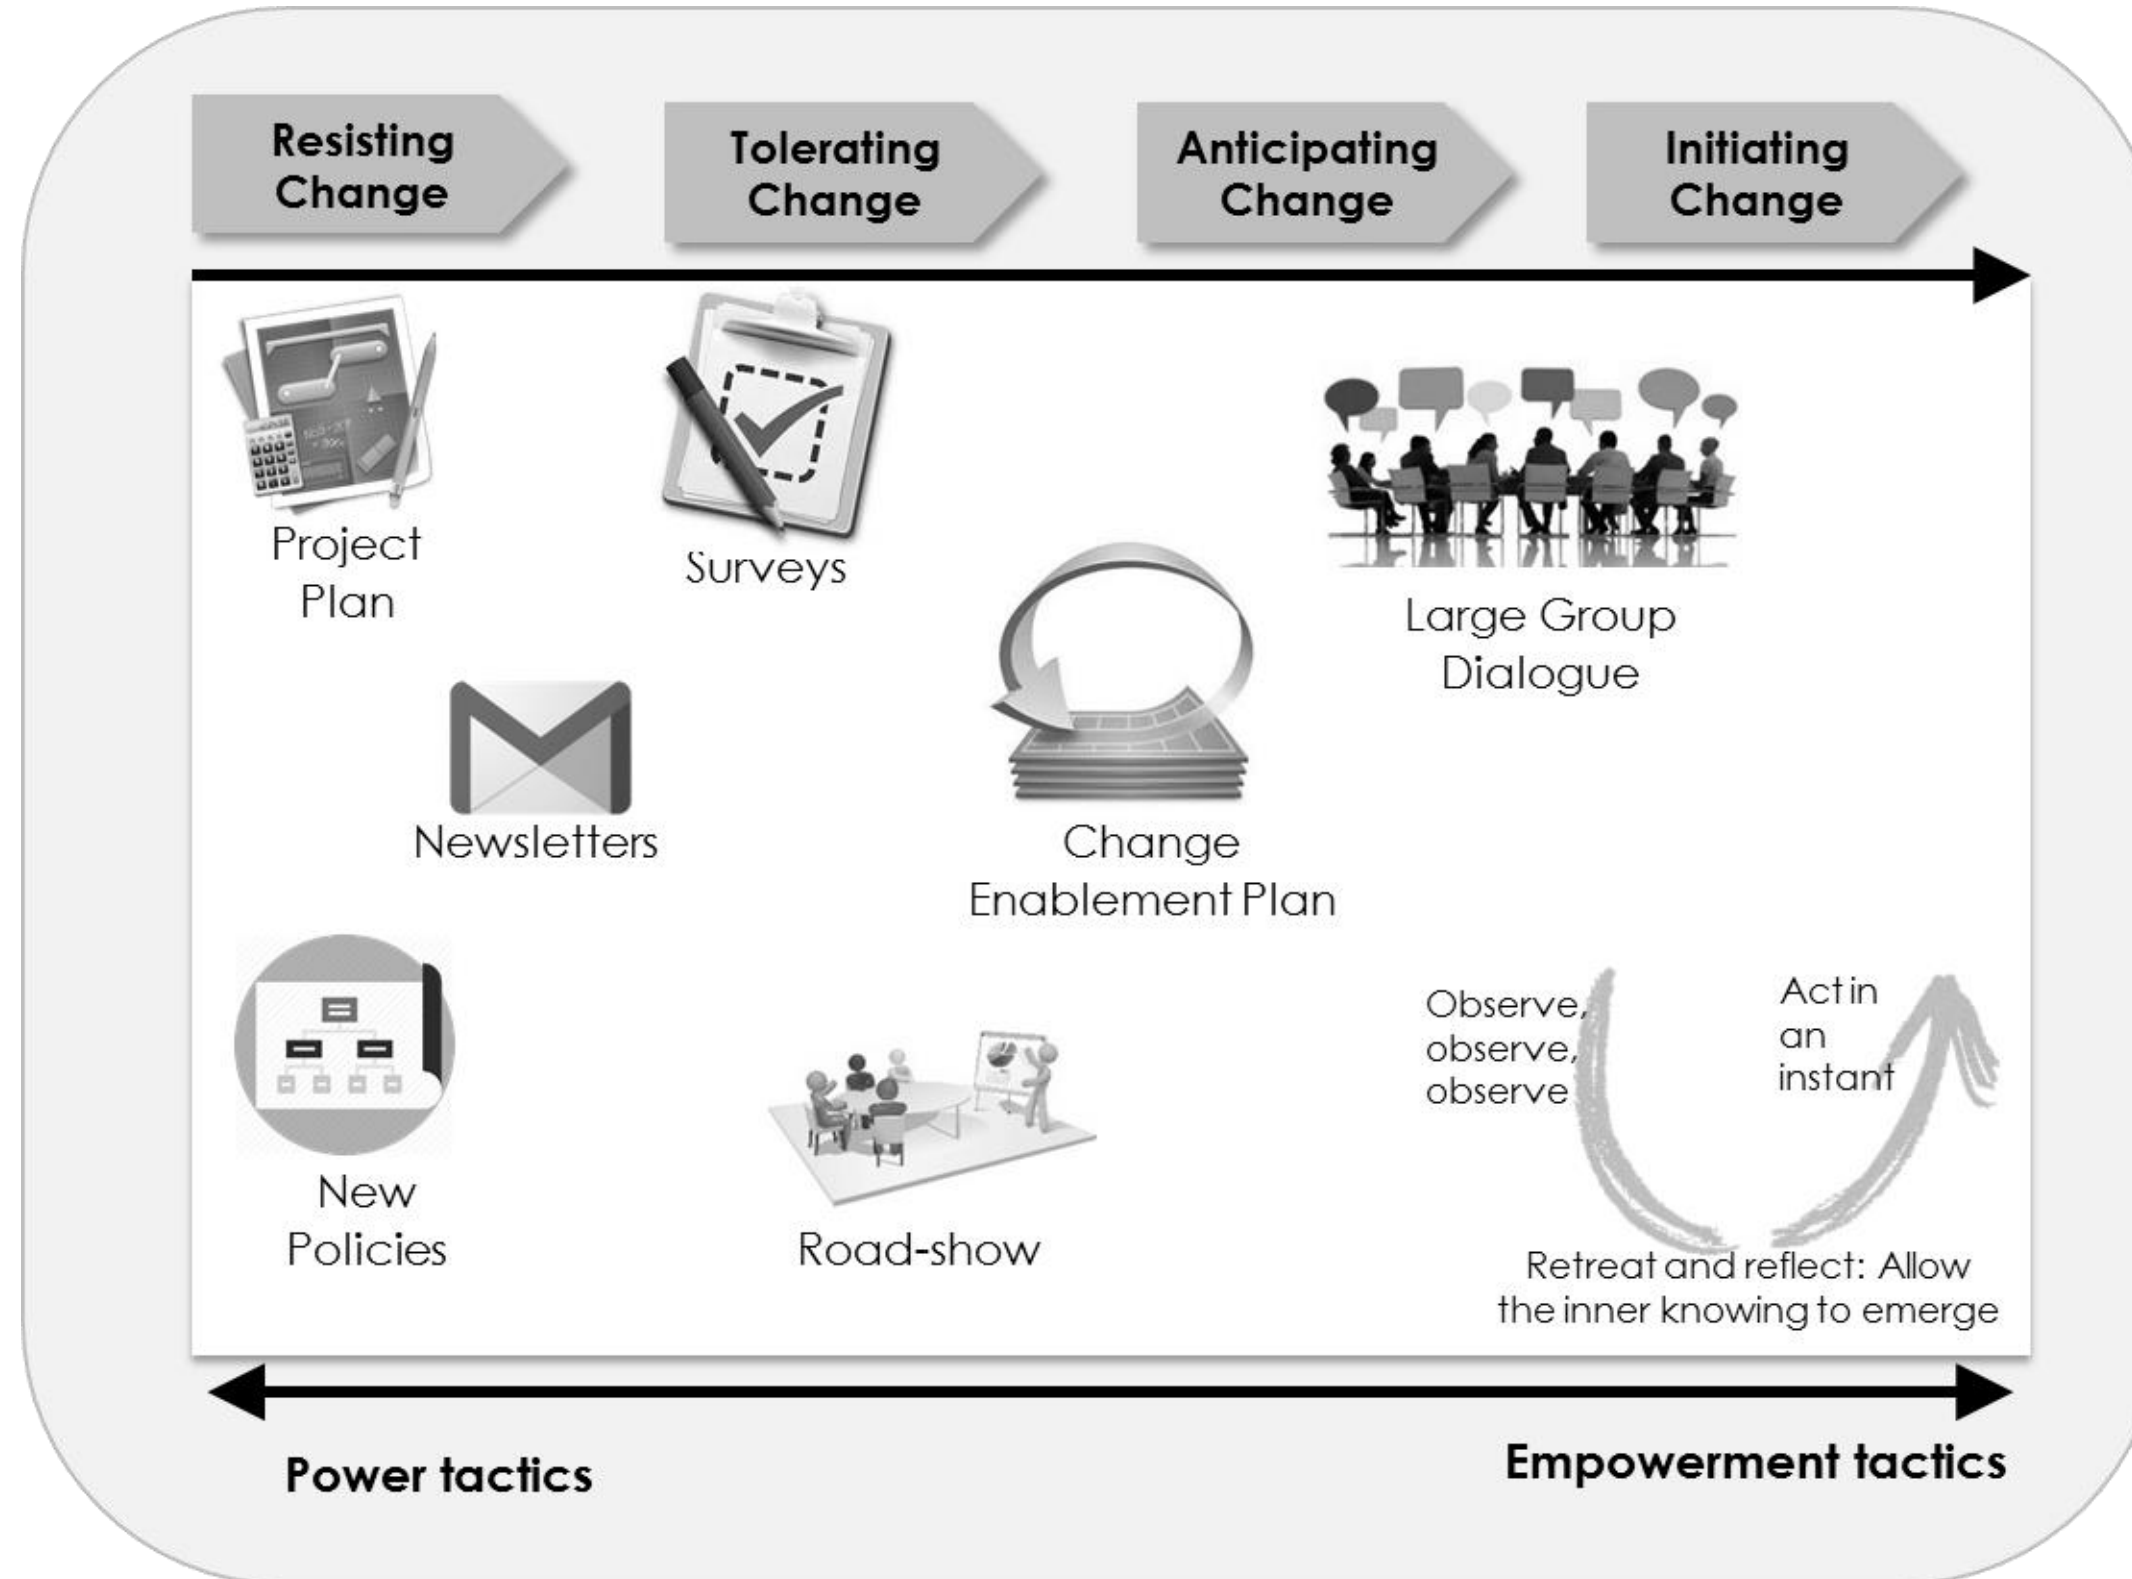 Resisting
Change
Tolerating
Change
Anticipating
Change
Initiating
Change
Project
Plan
Surveys
Large Group
Dialogue
Newsletters
Change
Enablement Plan
New
Policies
Road-show
Observe,
observe,
observe
Act in
an
instant
Retreat and reflect: Allow
the inner knowing to emerge
Power tactics
Empowerment tactics